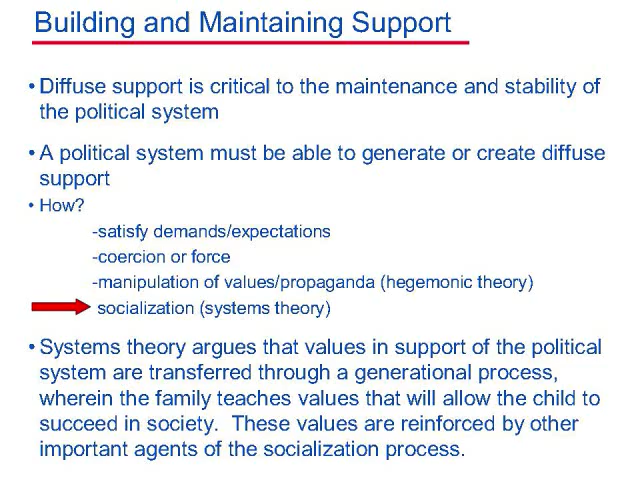 Building and Maintaining Support
• Diffuse support is critical to the maintenance and stability of
the political system
• A political system must be able to generate or create diffuse
support
• How?
-satisfy demands/expectations
-coercion or force
-manipulation of values/propaganda (hegemonic theory)
socialization (systems theory)
• Systems theory argues that values in support of the political
system are transferred through a generational process,
wherein the family teaches values that will allow the child to
succeed in society.  These values are reinforced by other
important agents of the socialization process.